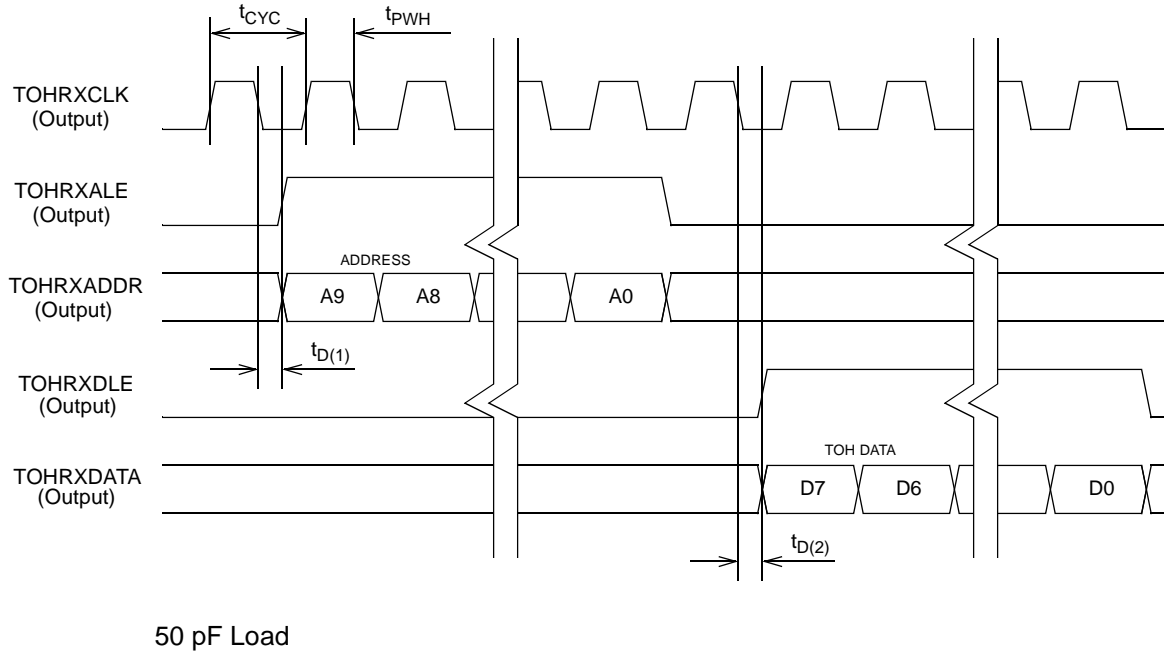 tCYC
tPWH
TOHRXCLK
(Output)
TOHRXALE
(Output)
ADDRESS
TOHRXADDR
(Output)
A9
A8
A0
tD(1)
TOHRXDLE
(Output)
TOH DATA
TOHRXDATA
(Output)
D7
D6
D0
tD(2)
50 pF Load